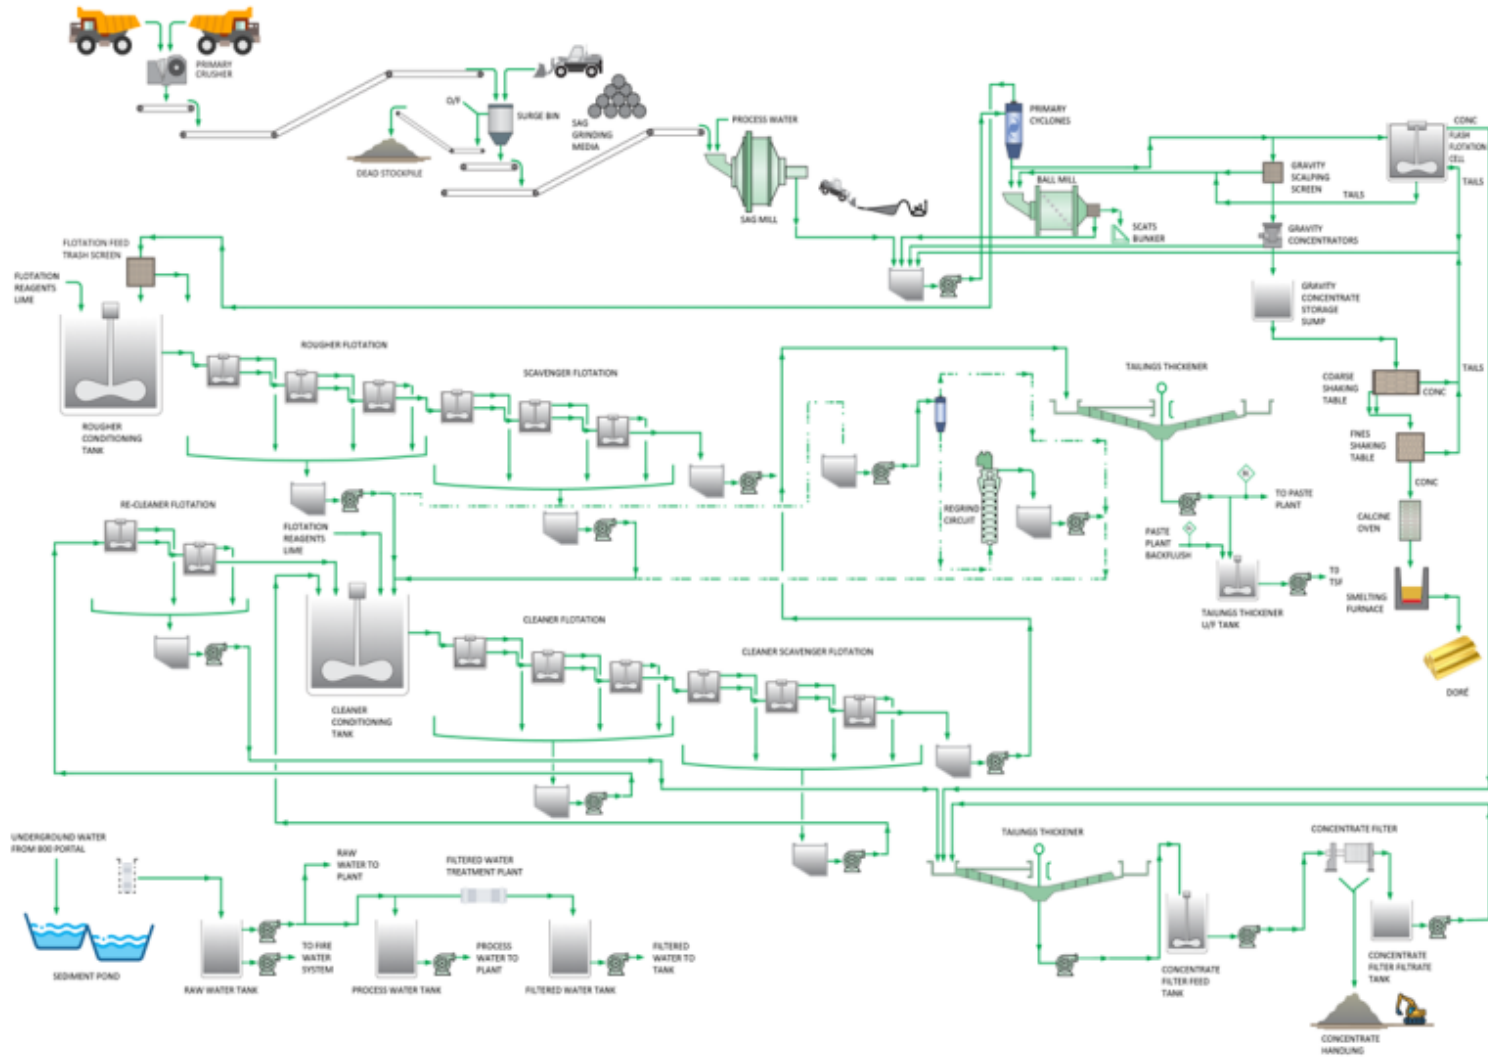 PRIMARY
CRUSHER
O/F
SURGE BIN
SAG
GRINDING
MEDIA
DEAD STOCKPILE
PROCESS WATER
SAG MILL
PRIMARY
CYCLONES
BALL MILL
SCATS
BUNKER
GRAVITY
SCALPING
SCREEN
GRAVITY
CONCENTRATORS
CONC
FLASH
FLOTATION
CELL
TAILS
TAILS
GRAVITY
CONCENTRATE
STORAGE
SUMP
FLOTATION FEED
TRASH SCREEN
FLOTATION
REAGENTS
LIME
ROUGHER
CONDITIONING
TANK
ROUGHER FLOTATION
SCAVENGER FLOTATION
TAILINGS THICKENER
COARSE
SHAKING
TABLE
TAILS
CONC
FNES
SHAKING
TABLE
CONC
CALCINE
OVEN
SMELTING
FURNACE
DORÉ
REGRIND
CIRCUIT
TO PASTE
PLANT
PASTE
PLANT
BACKFLUSH
TO
TSF
TAILINGS THICKENER
U/F TANK
RE-CLEANER FLOTATION
FLOTATION
REAGENTS
LIME
CLEANER
CONDITIONING
TANK
CLEANER FLOTATION
CLEANER SCAVENGER FLOTATION
UNDERGROUND WATER
FROM 800 PORTAL
SEDIMENT POND
RAW
WATER TO
PLANT
TO FIRE
WATER
SYSTEM
RAW WATER TANK
FILTERED WATER
TREATMENT PLANT
PROCESS
WATER TO
PLANT
PROCESS WATER TANK
FILTERED
WATER TO
TANK
FILTERED WATER TANK
TAILINGS THICKENER
CONCENTRATE
FILTER FEED
TANK
CONCENTRATE FILTER
CONCENTRATE
FILTER FILTRATE
TANK
CONCENTRATE
HANDLING